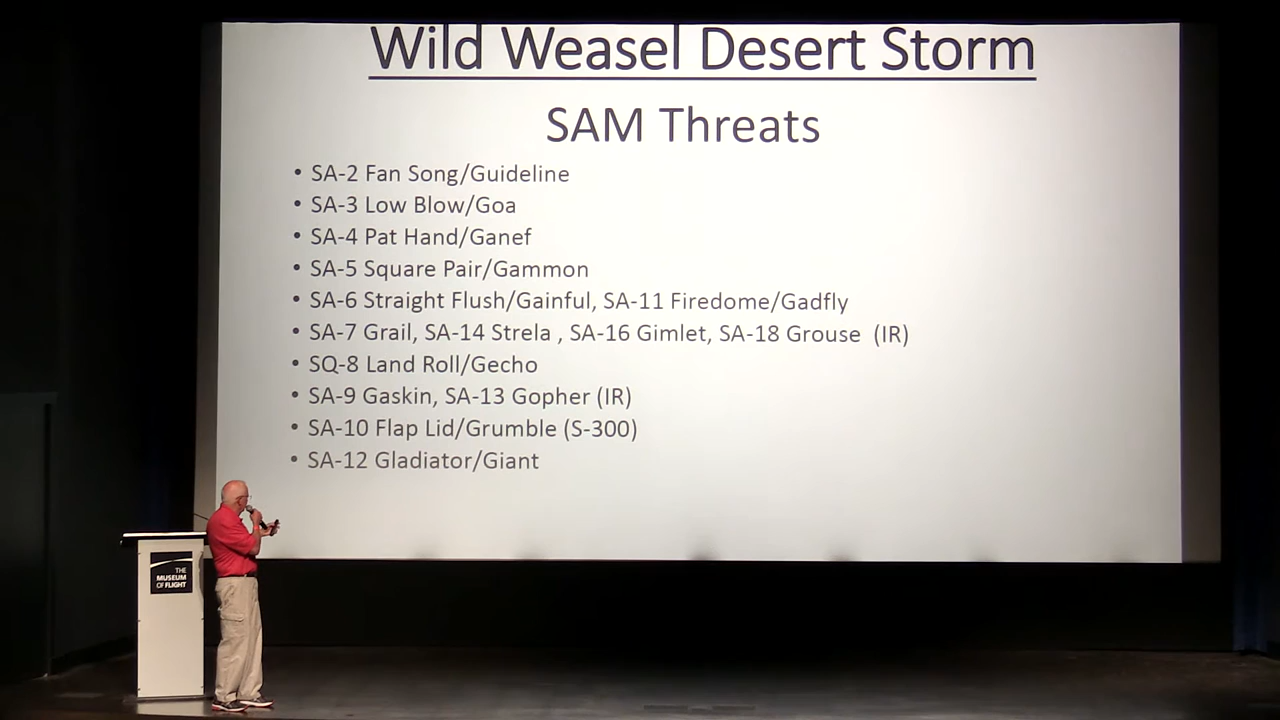 Wild Weasel Desert Storm
SAM Threats
• SA-2 Fan Song/Guideline
• SA-3 Low Blow/Goa
• SA-4 Pat Hand/Ganef
• SA-5 Square Pair/Gammon
• SA-6 Straight Flush/Gainful, SA-11 Firedome/Gadfly
• SA-7 Grail, SA-14 Strela , SA-16 Gimlet, SA-18 Grouse (IR)
• SQ-8 Land Roll/Gecho
• SA-9 Gaskin, SA-13 Gopher (IR)
• SA-10 Flap Lid/Grumble (S-300)
• SA-12 Gladiator/Giant
THE
MUSEUM
OF FLIGHT